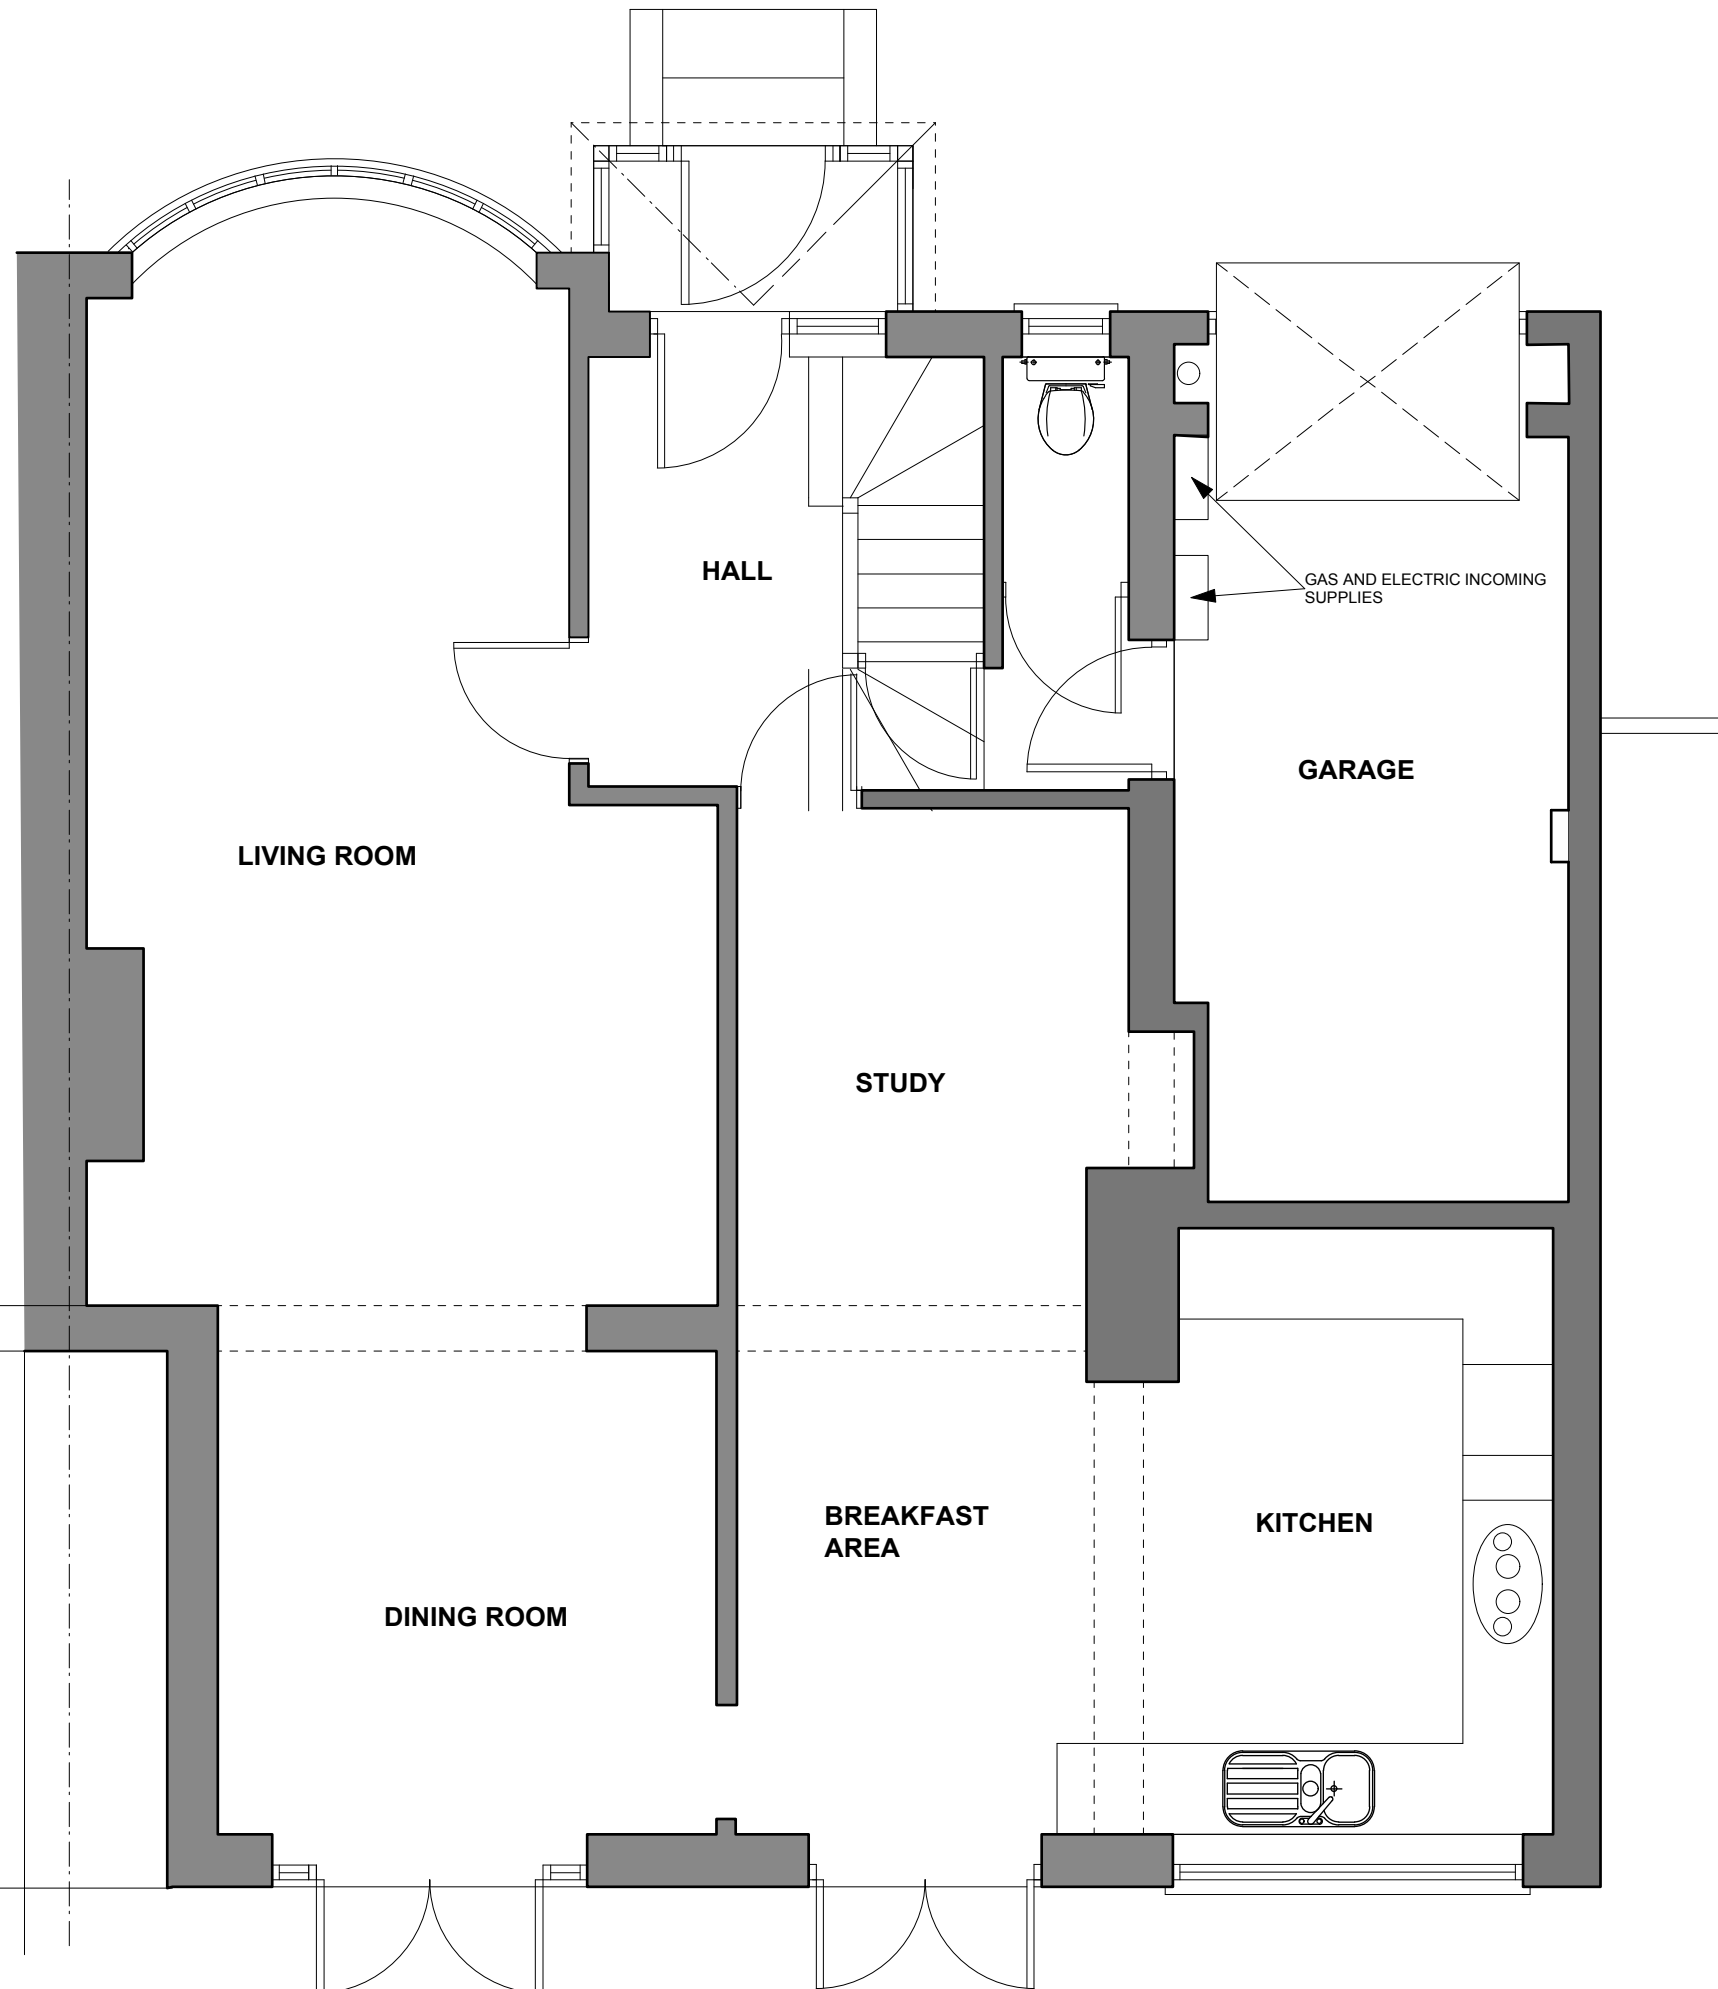 HALL
GAS AND ELECTRIC INCOMING
SUPPLIES
GARAGE
LIVING ROOM
STUDY
BREAKFAST
AREA
KITCHEN
DINING ROOM